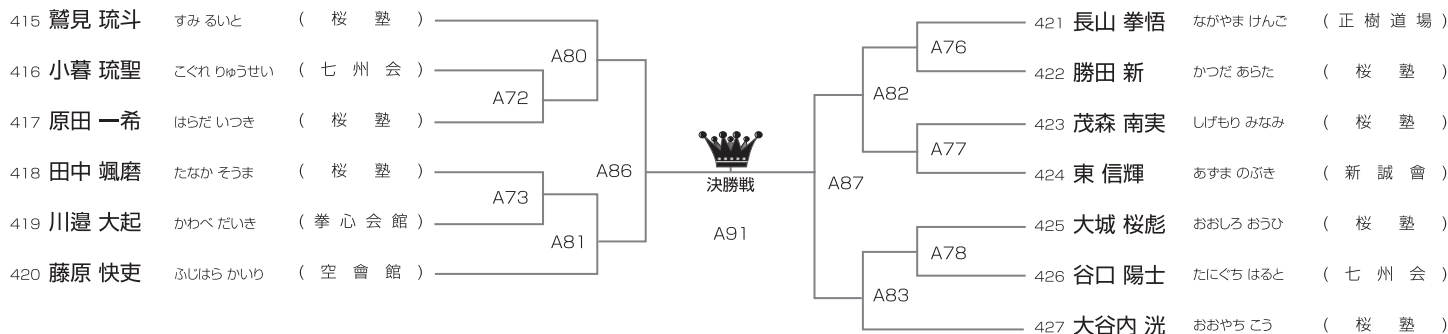 415 鷲見 琉斗 すみ るいと ( 桜 塾 )
416 小暮 琉聖 こぐれ りゅうせい ( 七 州 会 )
417 原田 一希 はらだ いつき ( 桜 塾 )
418 田中 颯磨 たなか そうま ( 桜 塾 )
419 川邉 大起 かわべ だいき ( 拳 心 会 館 )
420 藤原 快吏 ふじはら かいり ( 空 會 館 )
A80
A72
A73
A81
A86
決勝戦
A91
A87
A76
A82
A77
A78
A83
421 長山 拳悟 ながやま けんご ( 正 樹 道 場 )
422 勝田 新 かつだ あらた ( 桜 塾 )
423 茂森 南実 しげもり みなみ ( 桜 塾 )
424 東 信輝 あずま のぶき ( 新 誠 會 )
425 大城 桜彪 おおしろ おうひ ( 桜 塾 )
426 谷口 陽士 たにぐち はると ( 七 州 会 )
427 大谷内 洸 おおやち こう ( 桜 塾 )